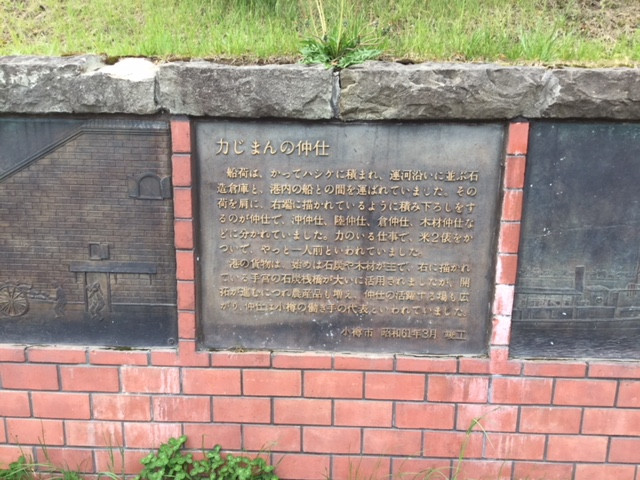 力じまんの仲仕
船荷は、かつてハシケに積まれ、運河沿いに並ぶ石
造倉庫と、港内の船との間を運ばれていました。その
荷を肩に、右端に描かれているように積み下ろしをす
るのが仲仕で、沖仲仕、陸仲仕、倉仲仕、木材仲仕な
どに分かれていました。力のいる仕事で、米2俵をか
ついで、やっと一人前といわれていました。
港の貨物は、始めは石炭や木材が主で、右に描かれ
ている手宮の石炭桟橋が大いに活用されましたが、開
拓が進むにつれ農産品も増え、仲仕の活躍する場も広
がり、仲仕は小樽の働き手の代表といわれていました。
小樽市 昭和61年3月 竣工